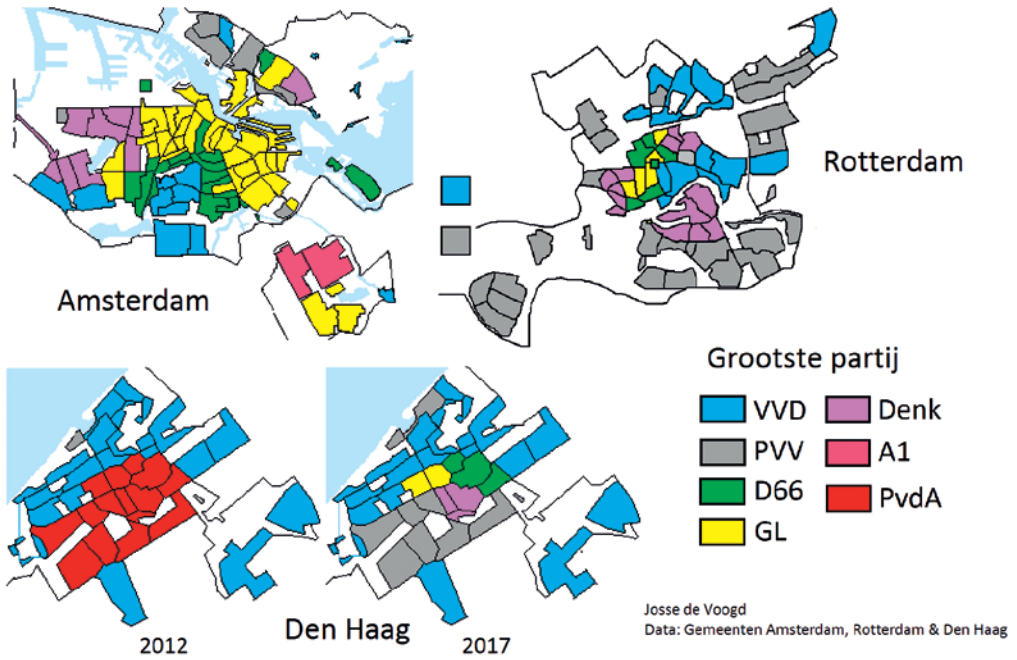 Amsterdam
Rotterdam
Grootste partij
VVD
PVV
D66
GL
Denk
A1
PvdA
Den Haag
2012
2017
Josse de Voogd
Data: Gemeenten Amsterdam, Rotterdam & Den Haag